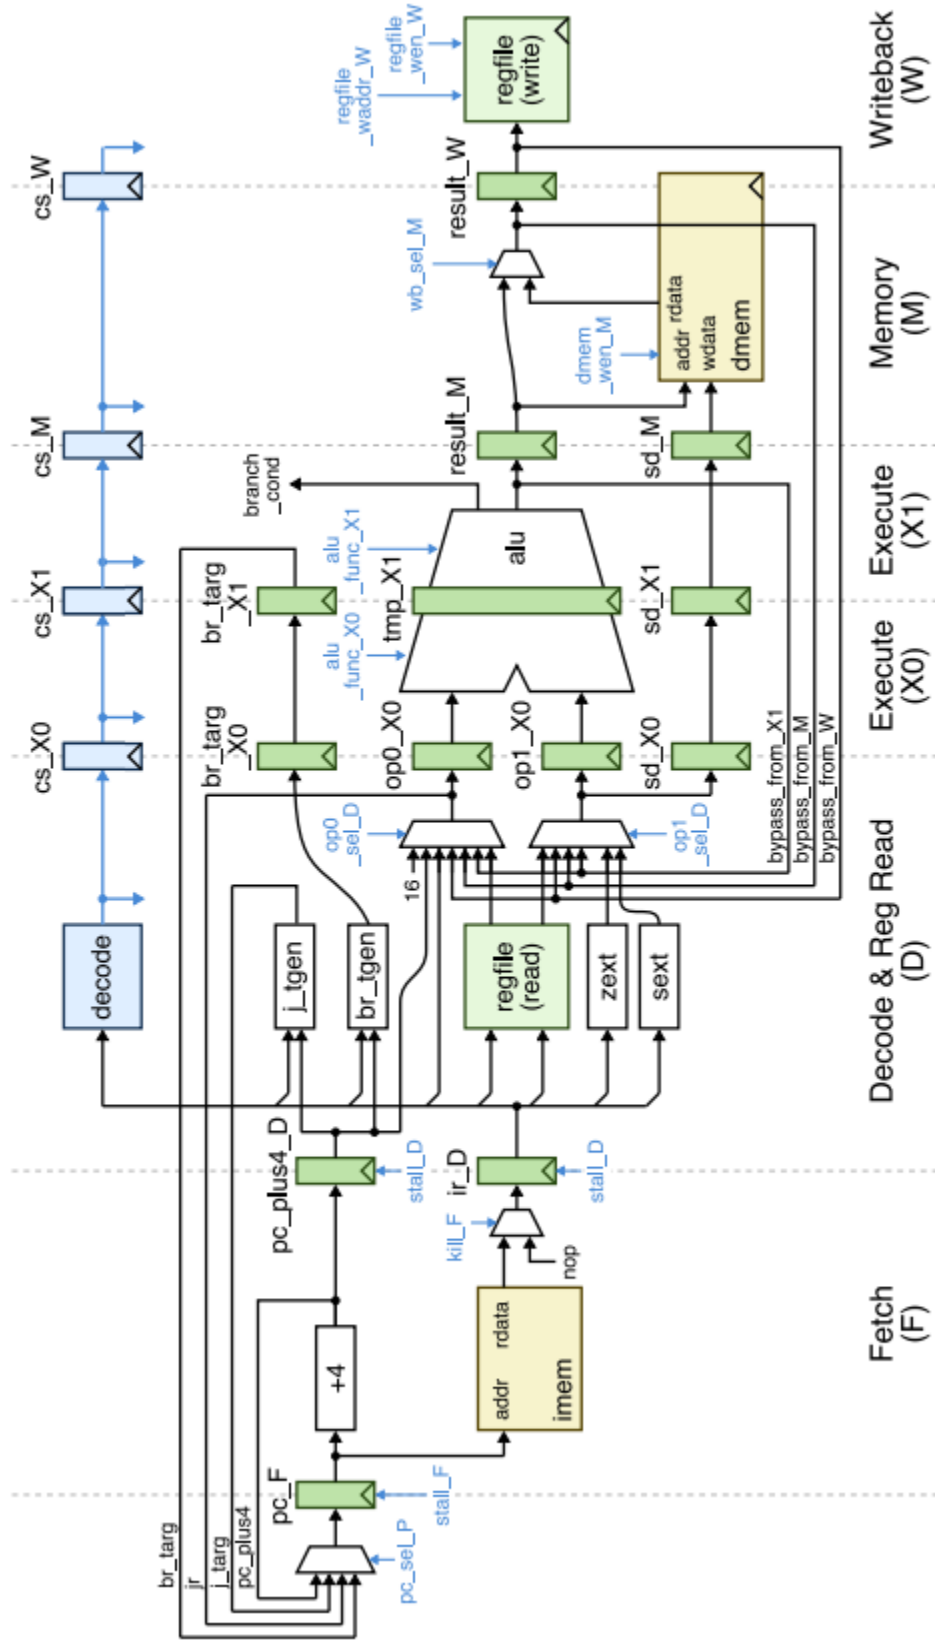 br_targ
jr
j_targ
pc_plus4
pc_sel_P
pc_F
stall_F
+4
addr
rdata
imem
kill_F
nop
pc_plus4_D
stall_D
ir_D
stall_D
decode
j_tgen
br_tgen
regfile
(read)
zext
sext
16
op0
_sel_D
op1
_sel_D
cs_X0
br_targ
_X0
op0_X0
op1_X0
sd_X0
bypass_from_X1
bypass_from_M
bypass_from_W
alu
_func_X0
cs_X1
br_targ
_X1
tmp_X1
alu
_func_X1
alu
sd_X1
branch
_cond
cs_M
result_M
sd_M
dmem
_wen_M
addr
rdata
wdata
dmem
wb_sel_M
cs_W
result_W
regfile
_waddr_W
regfile
_wen_W
regfile
(write)
Fetch
(F)
Decode & Reg Read
(D)
Execute
(X0)
Execute
(X1)
Memory
(M)
Writeback
(W)